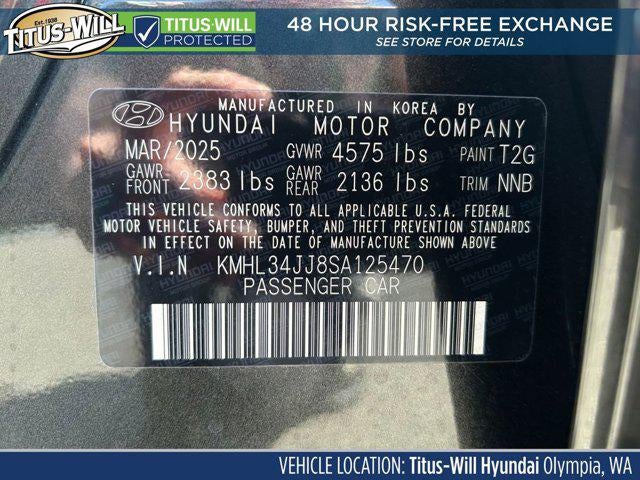 Est. 1938
TITUS-WILL
TITUS-WILL
PROTECTED
48 HOUR RISK-FREE EXCHANGE
SEE STORE FOR DETAILS
MANUFACTURED IN KOREA BY
HYUNDAI MOTOR COMPANY
MAR/2025 GVWR 4575 lbs PAINT T2G
GAWR-FRONT 2383 lbs GAWR REAR 2136 lbs TRIM NNB
THIS VEHICLE CONFORMS TO ALL APPLICABLE U.S.A. FEDERAL
MOTOR VEHICLE SAFETY, BUMPER, AND THEFT PREVENTION STANDARDS
IN EFFECT ON THE DATE OF MANUFACTURE SHOWN ABOVE
V.I.N KMHL34JJ8SA125470
PASSENGER CAR
VEHICLE LOCATION: Titus-Will Hyundai Olympia, WA